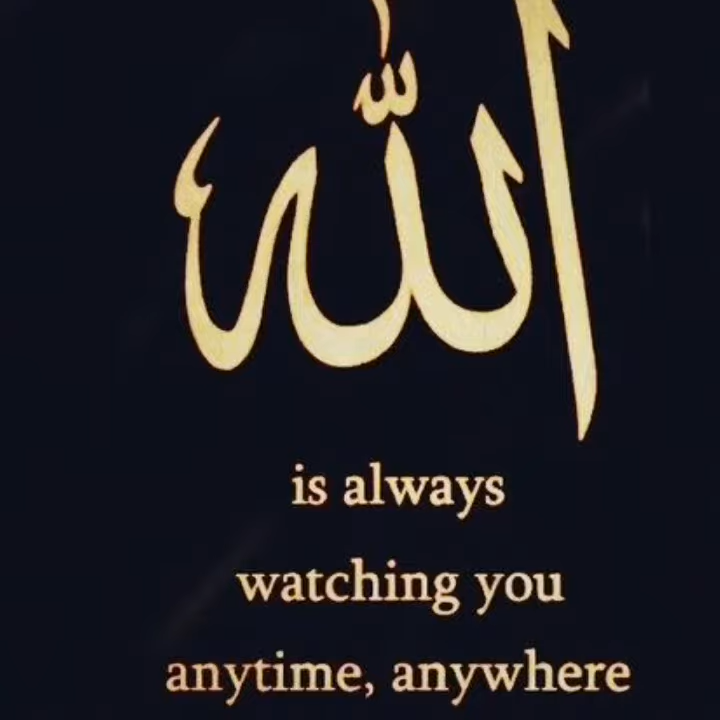 الله
is always
watching you
anytime, anywhere